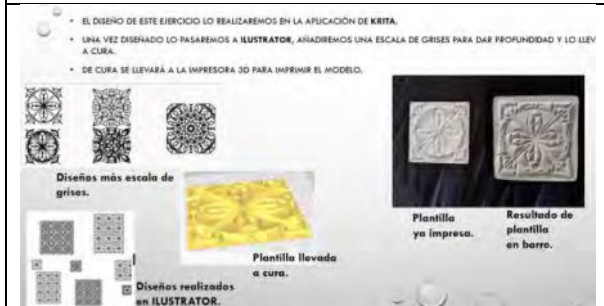 • EL DISEÑO DE ESTE EJERCICIO LO REALIZAREMOS EN LA APLICACIÓN DE KRITA.
• UNA VEZ DISEÑADO LO PASAREMOS A ILUSTRATOR, AÑADIREMOS UNA ESCALA DE GRISES PARA DAR PROFUNDIDAD Y LO LLEV
A CURA.
• DE CURA SE LLEVARÁ A LA IMPRESORA 3D PARA IMPRIMIR EL MODELO.
Diseños más escala de
grises.
Plantilla
ya impresa.
Resultado de
plantilla
en barro.
Plantilla llevada
a cura.
Diseños realizados
en ILUSTRATOR.